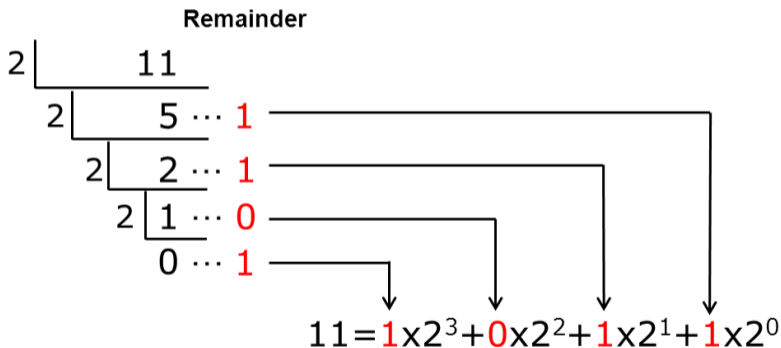 Remainder
2 11
2 5 ··· 1
2 2 ··· 1
2 1 ··· 0
0 ··· 1
11=1x2³+0x2²+1x2¹+1x2⁰